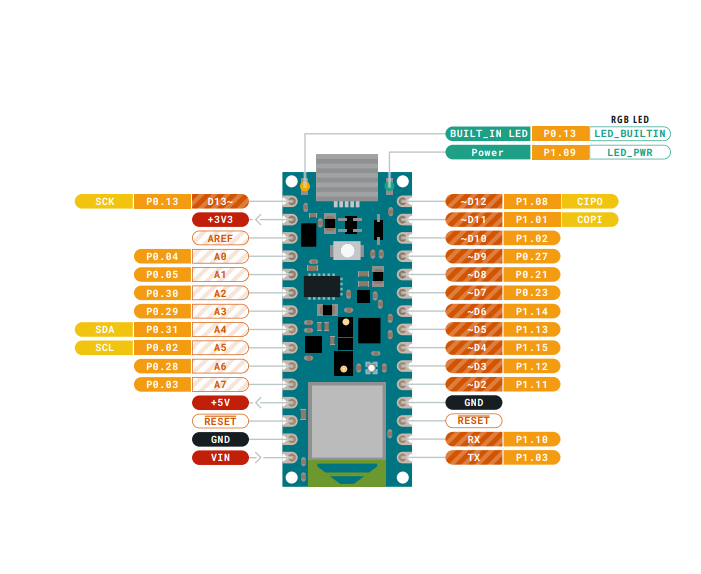 RGB LED
BUILT_IN LED P0.13 LED_BUILTIN
Power P1.09 LED_PWR
SCK P0.13 D13~
+3V3
AREF
P0.04 A0
P0.05 A1
P0.30 A2
P0.29 A3
SDA P0.31 A4
SCL P0.02 A5
P0.28 A6
P0.03 A7
+5V
RESET
GND
VIN
~D12 P1.08 CIPO
~D11 P1.01 COPI
~D10 P1.02
~D9 P0.27
~D8 P0.21
~D7 P0.23
~D6 P1.14
~D5 P1.13
~D4 P1.15
~D3 P1.12
~D2 P1.11
GND
RESET
RX P1.10
TX P1.03